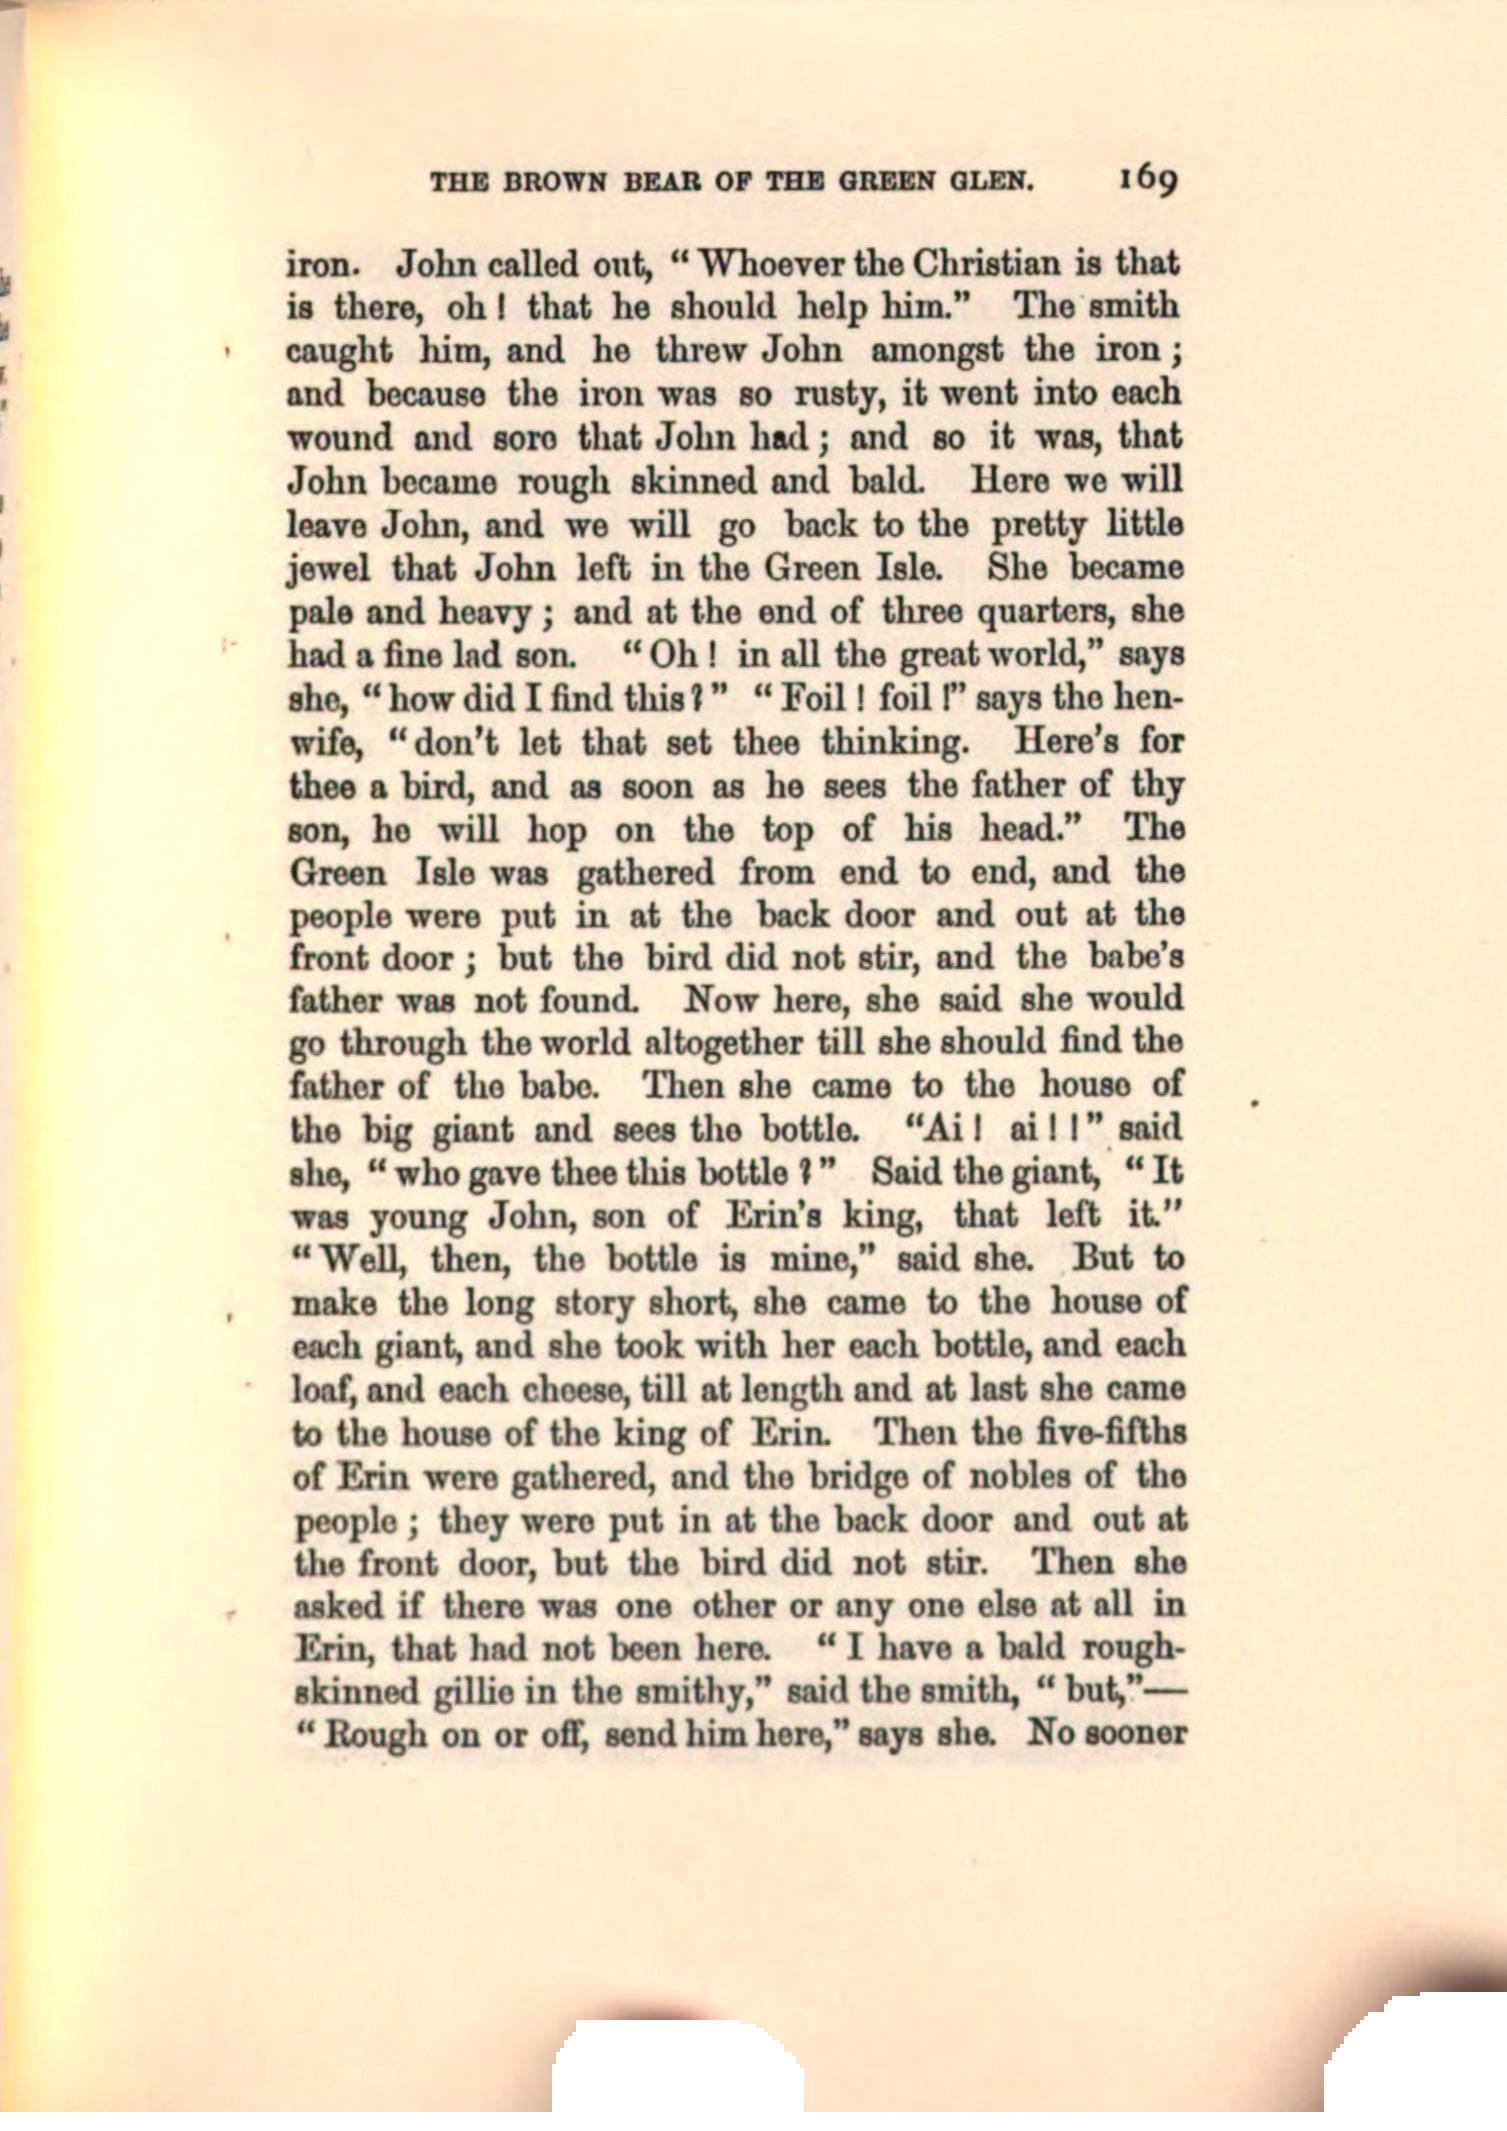 THE BROWN BEAR OF THE GREEN GLEN. 169
iron. John called out, “Whoever the Christian is that
is there, oh! that he should help him.” The smith
caught him, and he threw John amongst the iron;
and because the iron was so rusty, it went into each
wound and sore that John had; and so it was, that
John became rough skinned and bald. Here we will
leave John, and we will go back to the pretty little
jewel that John left in the Green Isle. She became
pale and heavy; and at the end of three quarters, she
had a fine lad son. “Oh! in all the great world,” says
she, “how did I find this?” “Foil! foil!” says the hen-
wife, “don't let that set thee thinking. Here's for
thee a bird, and as soon as he sees the father of thy
son, he will hop on the top of his head.” The
Green Isle was gathered from end to end, and the
people were put in at the back door and out at the
front door; but the bird did not stir, and the babe's
father was not found. Now here, she said she would
go through the world altogether till she should find the
father of the babe. Then she came to the house of
the big giant and sees the bottle. “Ai! ai!!” said
she, “who gave thee this bottle?” Said the giant, “It
was young John, son of Erin's king, that left it.”
“Well, then, the bottle is mine,” said she. But to
make the long story short, she came to the house of
each giant, and she took with her each bottle, and each
loaf, and each cheese, till at length and at last she came
to the house of the king of Erin. Then the five-fifths
of Erin were gathered, and the bridge of nobles of the
people; they were put in at the back door and out at
the front door, but the bird did not stir. Then she
asked if there was one other or any one else at all in
Erin, that had not been here. “I have a bald rough-
skinned gillie in the smithy,” said the smith, “but,”—
“Rough on or off, send him here,” says she. No sooner